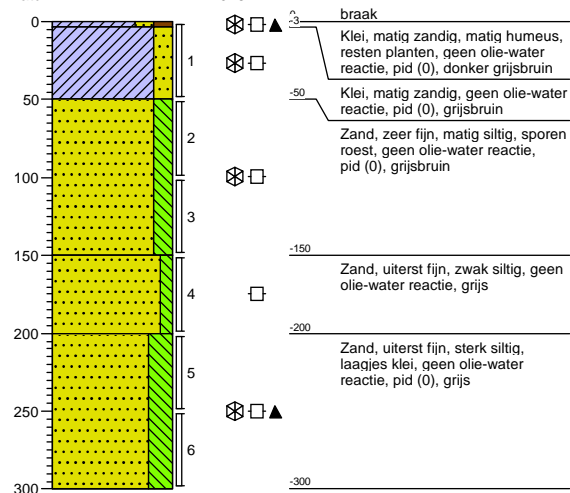 0
50
100
150
200
250
300
1
2
3
4
5
6
0
braak
-3
Klei, matig zandig, matig humeus,
resten planten, geen olie-water
reactie, pid (0), donker grijsbruin
-50
Klei, matig zandig, geen olie-water
reactie, pid (0), grijsbruin
Zand, zeer fijn, matig siltig, sporen
roest, geen olie-water reactie,
pid (0), grijsbruin
-150
Zand, uiterst fijn, zwak siltig, geen
olie-water reactie, grijs
-200
Zand, uiterst fijn, sterk siltig,
laagjes klei, geen olie-water
reactie, pid (0), grijs
-300